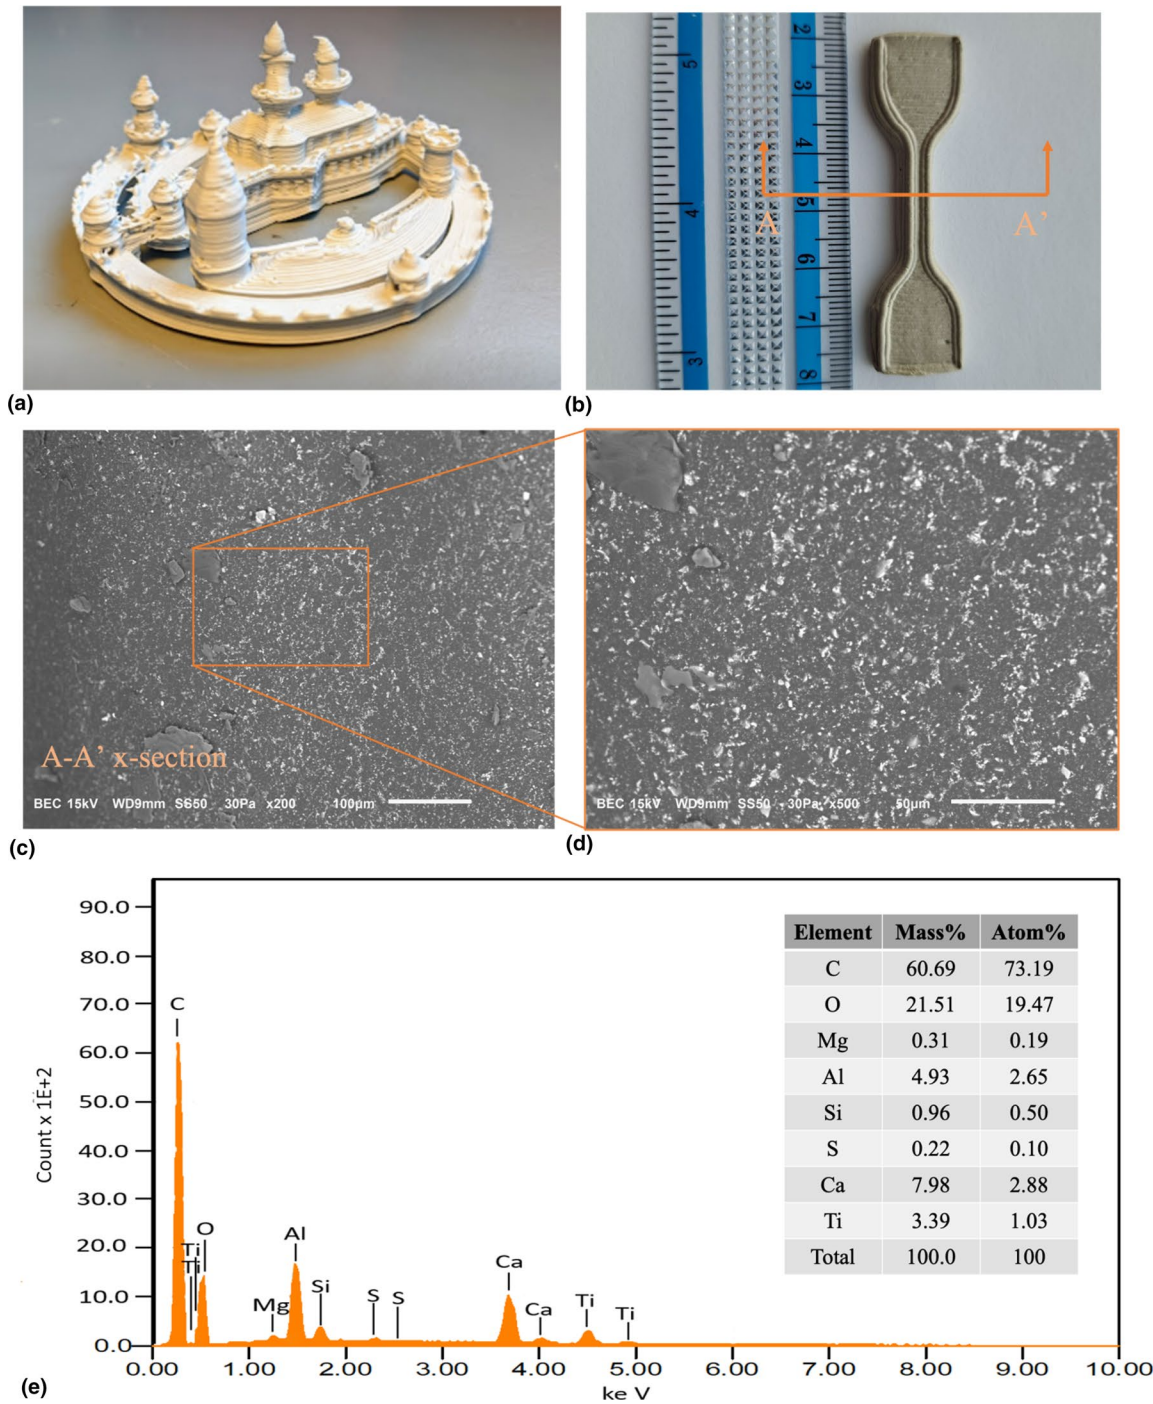 5
4
3
2
3
4
5
6
7
8
A
A'
(a)
(b)
A-A' x-section
BEC 15kV WD9mm SS50 30Pa x200 100µm
BEC 15kV WD9mm SS50 30Pa x500 50µm
(c)
(d)
Count x 1E+2
90.0
80.0
70.0
60.0
50.0
40.0
30.0
20.0
10.0
0.0
C
Ti
Ti
O
Mg
Al
Si
S
S
Ca
Ca
Ti
Ti
Element Mass% Atom%
C 60.69 73.19
O 21.51 19.47
Mg 0.31 0.19
Al 4.93 2.65
Si 0.96 0.50
S 0.22 0.10
Ca 7.98 2.88
Ti 3.39 1.03
Total 100.0 100
0.00 1.00 2.00 3.00 4.00 5.00 6.00 7.00 8.00 9.00 10.00
ke V
(e)